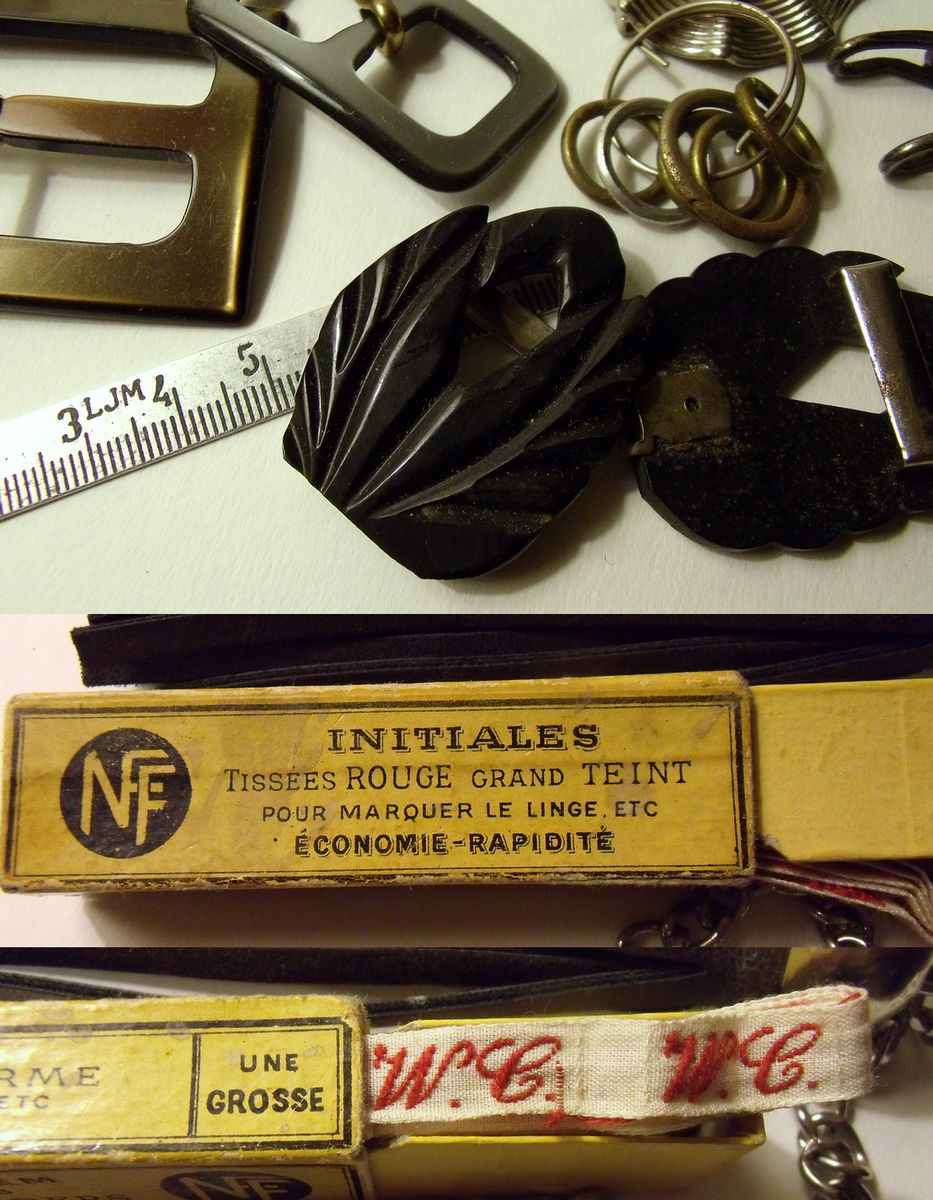 3 LJM 4 5
NF
INITIALES
TISSÉES ROUGE GRAND TEINT
POUR MARQUER LE LINGE, ETC
ÉCONOMIE-RAPIDITÉ
UNE
GROSSE
RME
ETC
NF